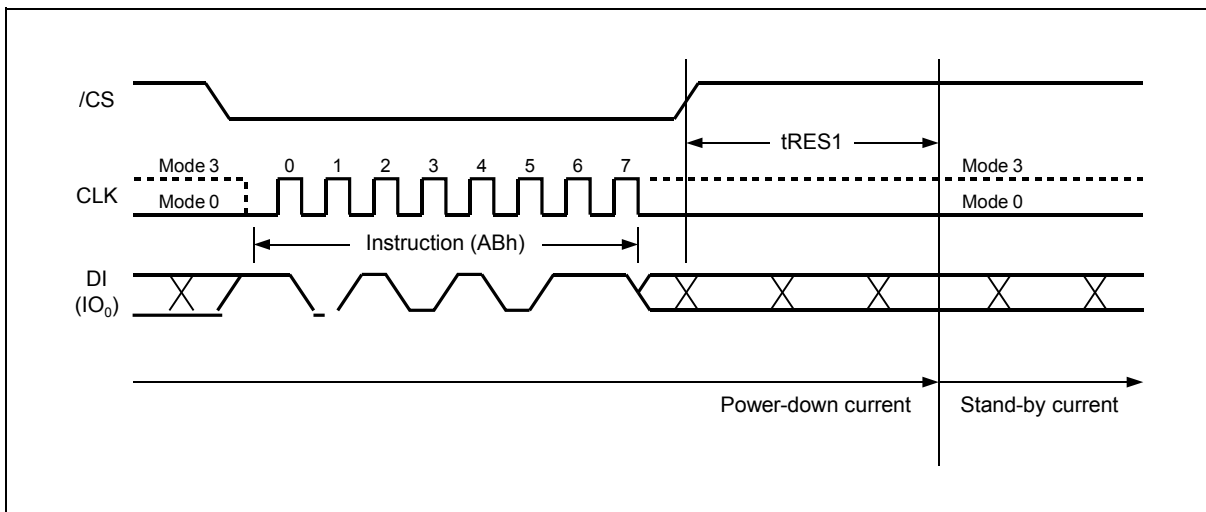 /CS
tRES1
Mode 3
0 1 2 3 4 5 6 7
Mode 3
CLK
Mode 0
Mode 0
Instruction (ABh)
DI
(IO₀)
Power-down current
Stand-by current